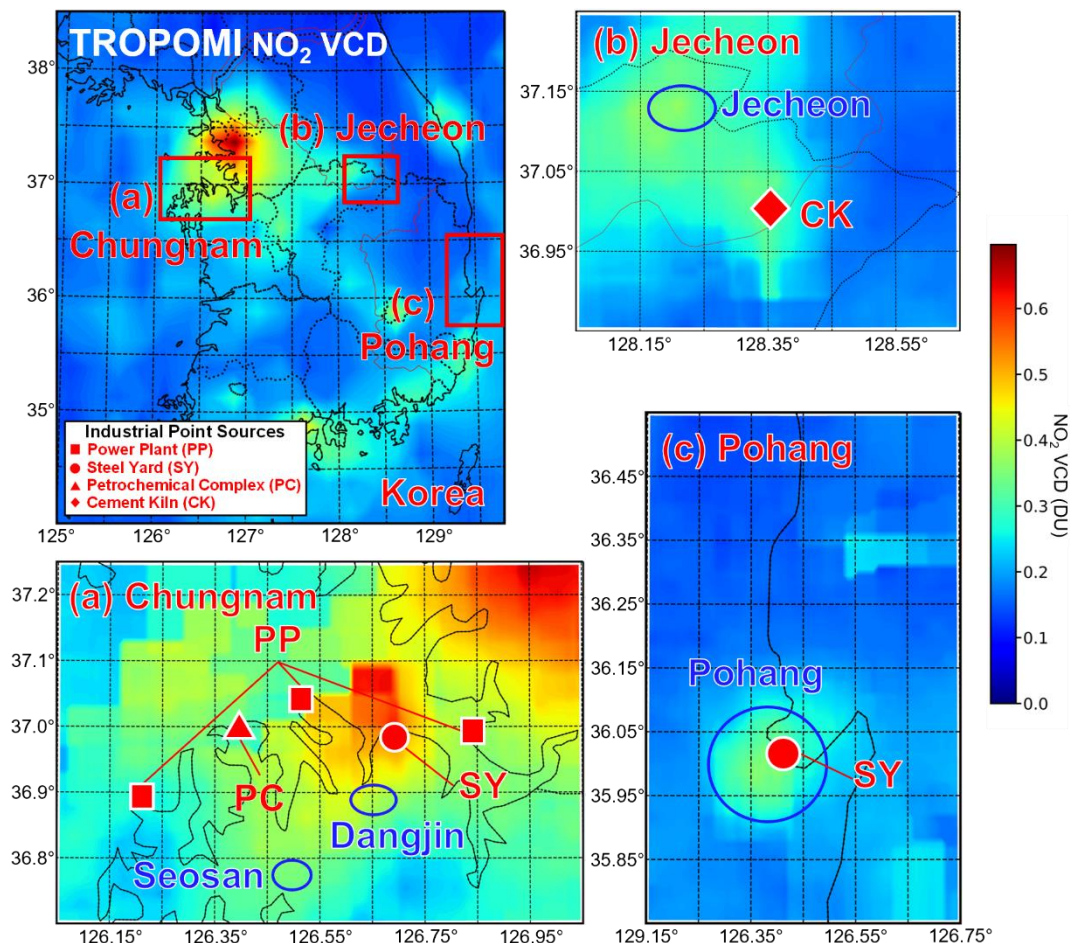 TROPOMI NO₂ VCD
38°
37°
36°
35°
(b) Jecheon
(a)
Chungnam
(c)
Pohang
Industrial Point Sources
Power Plant (PP)
Steel Yard (SY)
Petrochemical Complex (PC)
Cement Kiln (CK)
Korea
125° 126° 127° 128° 129°
(b) Jecheon
Jecheon
CK
37.15°
37.05°
36.95°
128.15° 128.35° 128.55°
0.6
0.5
0.4
0.3
0.2
0.1
0.0
NO₂ VCD (DU)
(a) Chungnam
PP
PC
SY
Dangjin
Seosan
37.2°
37.1°
37.0°
36.9°
36.8°
126.15° 126.35° 126.55° 126.75° 126.95°
(c) Pohang
Pohang
SY
36.45°
36.35°
36.25°
36.15°
36.05°
35.95°
35.85°
129.15° 126.35° 126.55° 126.75°